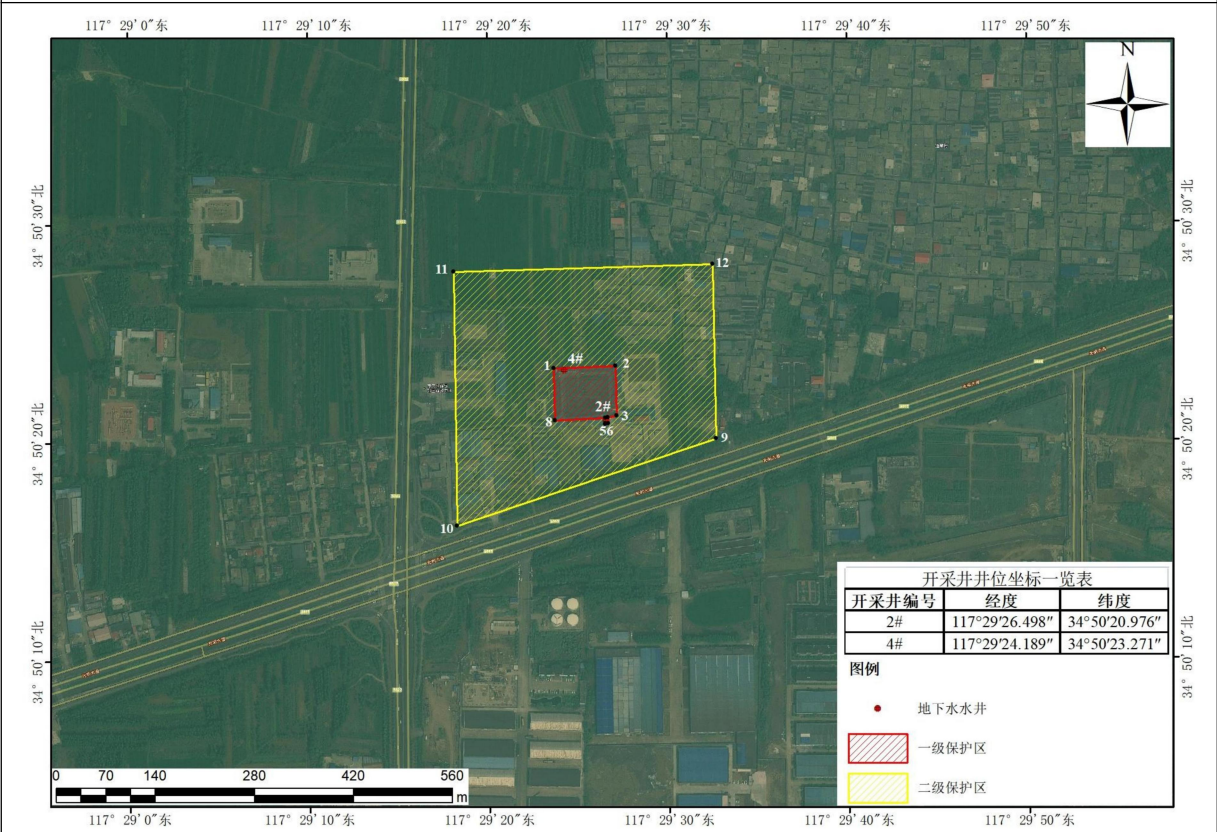 117° 29′0″东 117° 29′10″东 117° 29′20″东 117° 29′30″东 117° 29′40″东 117° 29′50″东
N
34° 50′30″北
34° 50′30″北
11
12
1
4#
2
2#
3
8
56
9
34° 50′20″北
34° 50′20″北
10
开采井井位坐标一览表
开采井编号 经度 纬度
2# 117°29′26.498″ 34°50′20.976″
4# 117°29′24.189″ 34°50′23.271″
34° 50′10″北
34° 50′10″北
图例
地下水水井
一级保护区
二级保护区
0 70 140 280 420 560
m
117° 29′0″东 117° 29′10″东 117° 29′20″东 117° 29′30″东 117° 29′40″东 117° 29′50″东